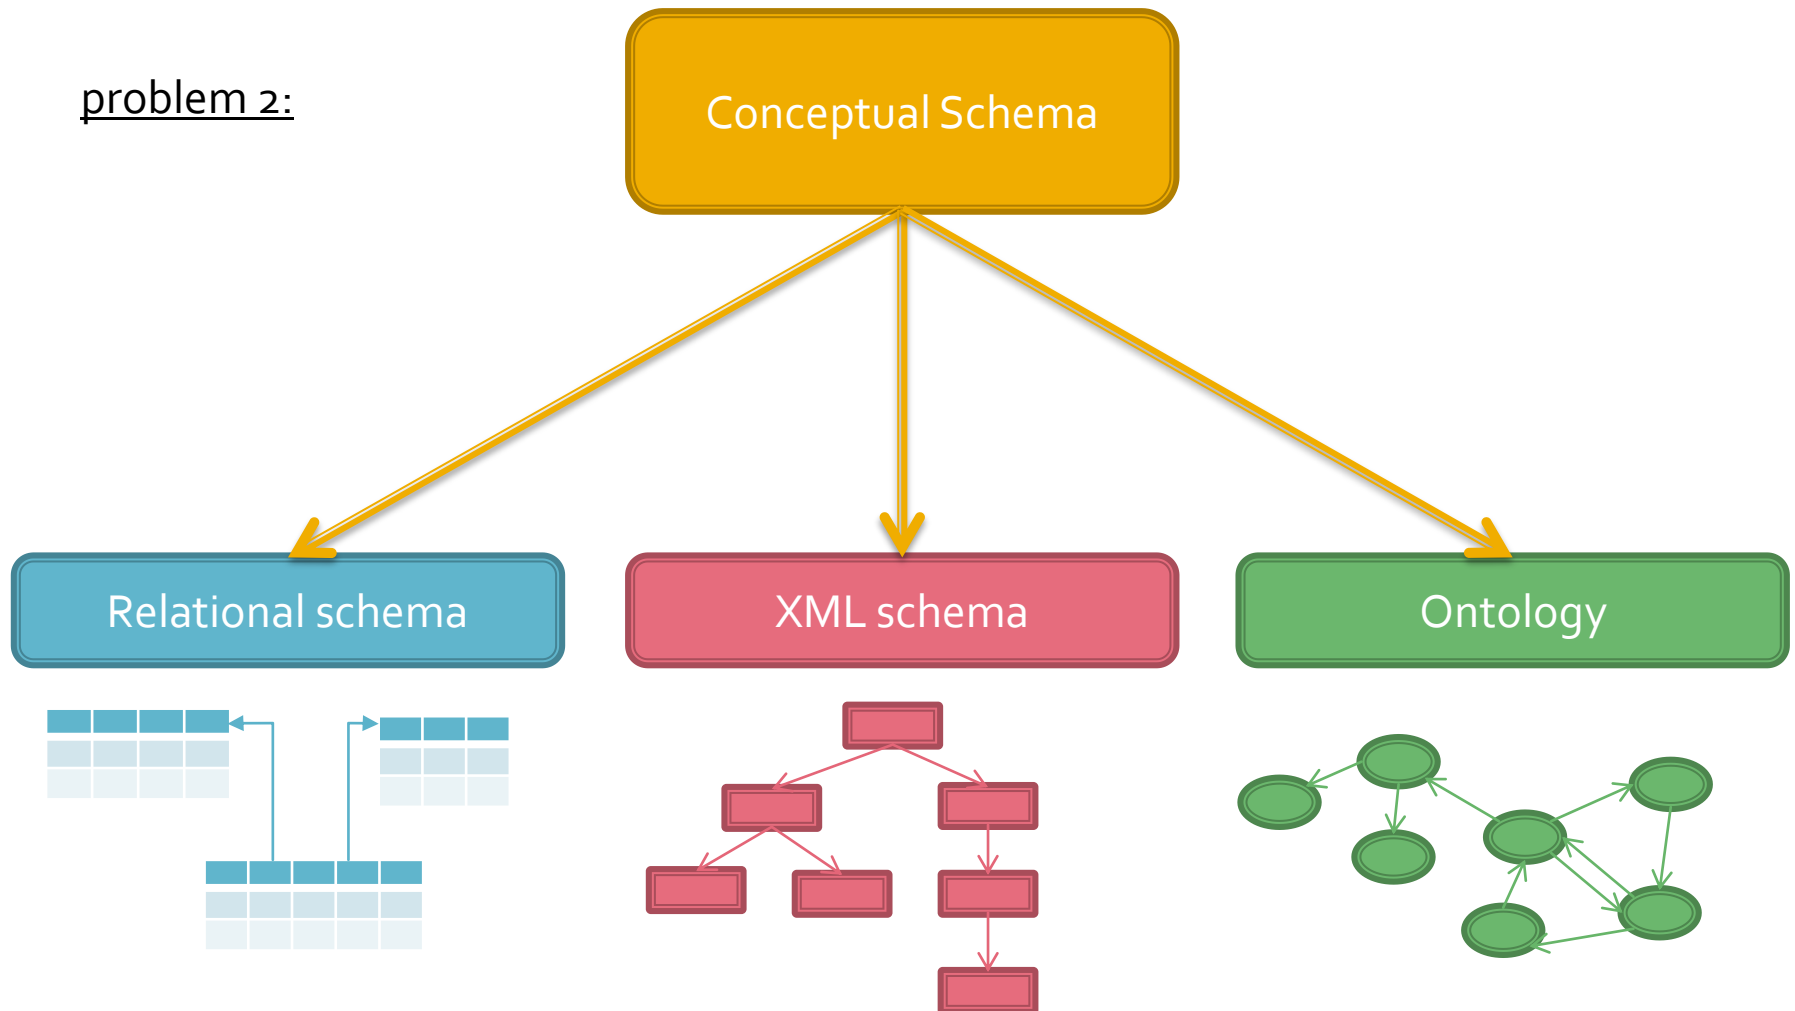 problem 2:
Conceptual Schema
Relational schema
XML schema
Ontology